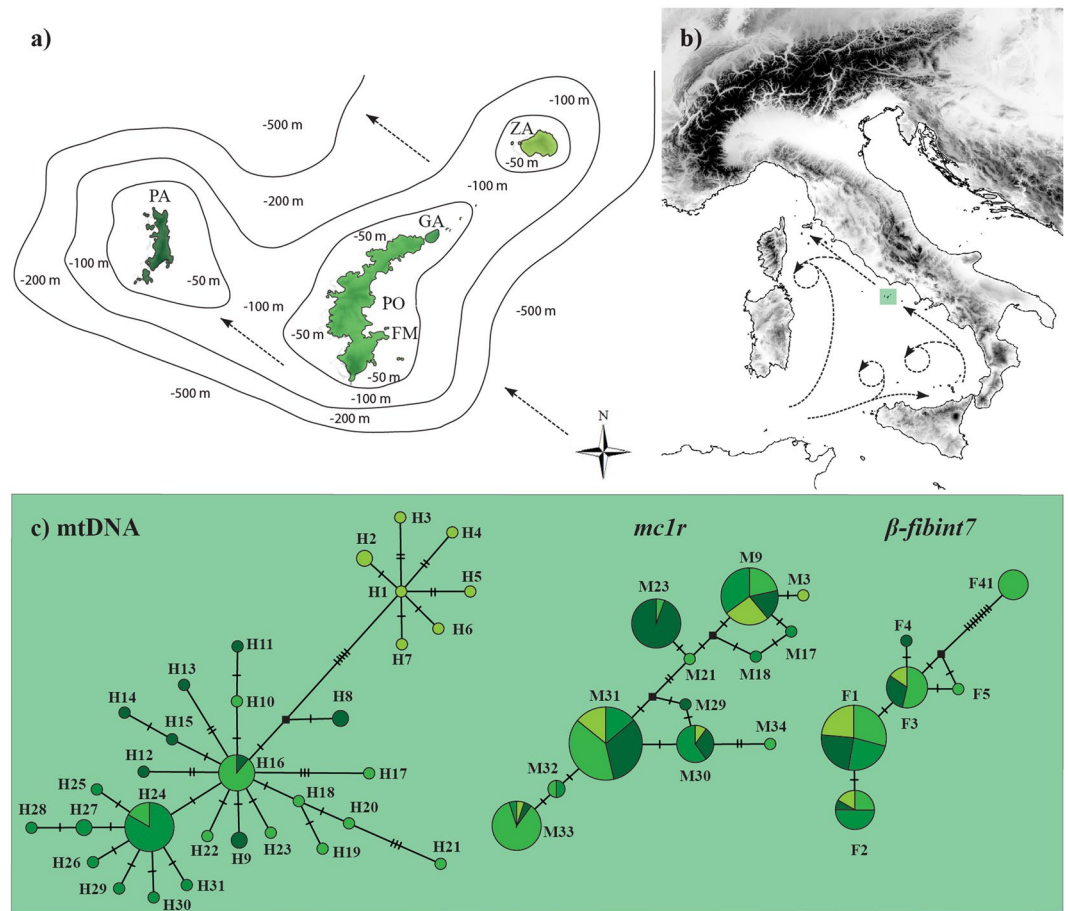 a)
b)
-500 m
-100 m
ZA
-50 m
-200 m
-100 m
PA
GA
-50 m
-100 m
-50 m
-200 m
-100 m
PO
-500 m
-50 m
FM
-50 m
-500 m
-100 m
-200 m
N
c) mtDNA
mc1r
β-fibint7
H3
H4
H2
H1
H5
H6
H7
H11
H13
H10
H14
H15
H8
H12
H16
H17
H25
H24
H18
H28
H27
H20
H26
H22
H9
H23
H19
H21
H29
H31
H30
M9
M23
M3
M17
M21
M18
M31
M29
M34
M30
M32
M33
F41
F4
F5
F1
F3
F2